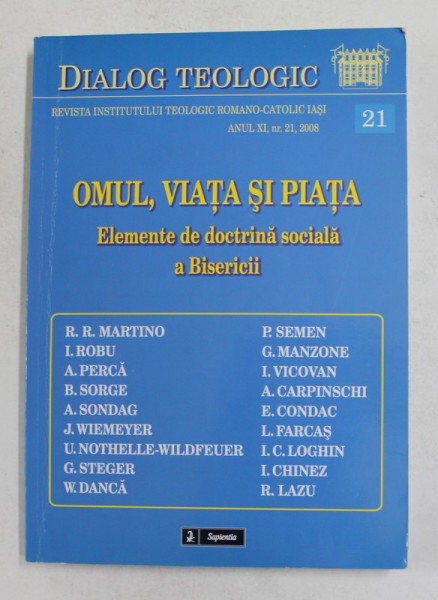 DIALOG TEOLOGIC
REVISTA INSTITUTULUI TEOLOGIC ROMANO-CATOLIC IAȘI
ANUL XI, nr. 21, 2008
21
OMUL, VIAŢA ŞI PIAŢA
Elemente de doctrină socială
a Bisericii
R. R. MARTINO
I. ROBU
A. PERCĂ
B. SORGE
A. SONDAG
J. WIEMEYER
U. NOTHELLE-WILDFEUER
G. STEGER
W. DANCĂ
P. SEMEN
G. MANZONE
I. VICOVAN
A. CARPINSCHI
E. CONDAC
L. FARCAŞ
I. C. LOGHIN
I. CHINEZ
R. LAZU
Sapientia